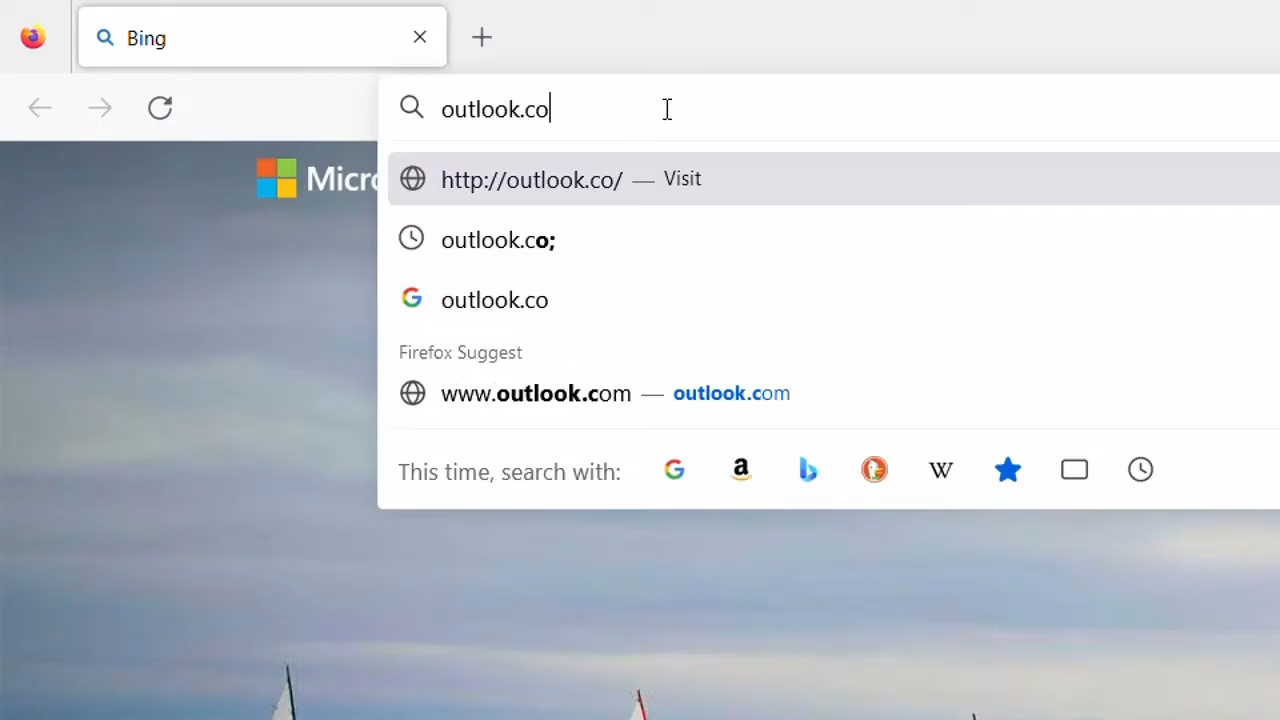 Bing
outlook.co
Micro
http://outlook.co/ — Visit
outlook.co;
outlook.co
Firefox Suggest
www.outlook.com — outlook.com
This time, search with: